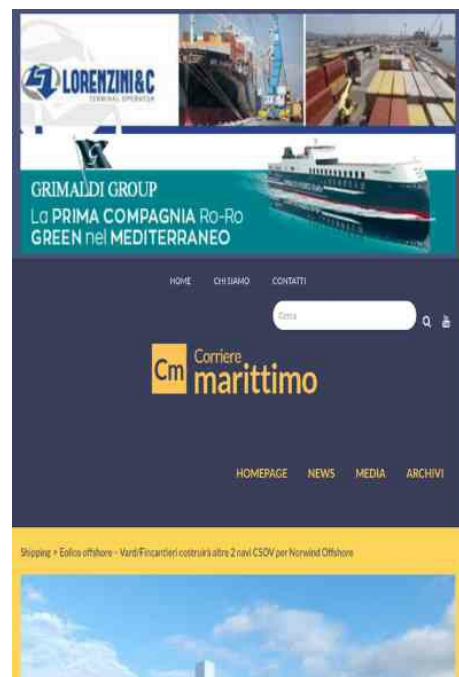 LORENZINI&C
TERMINAL OPERATOR
GRIMALDI GROUP
La PRIMA COMPAGNIA Ro-Ro
GREEN nel MEDITERRANEO
HOME CHI SIAMO CONTATTI
Cerca
Cm Corriere
marittimo
HOMEPAGE NEWS MEDIA ARCHIVI
Shipping > Eolico offshore – Vard/Fincantieri costruirà altre 2 navi CSOV per Norwind Offshore